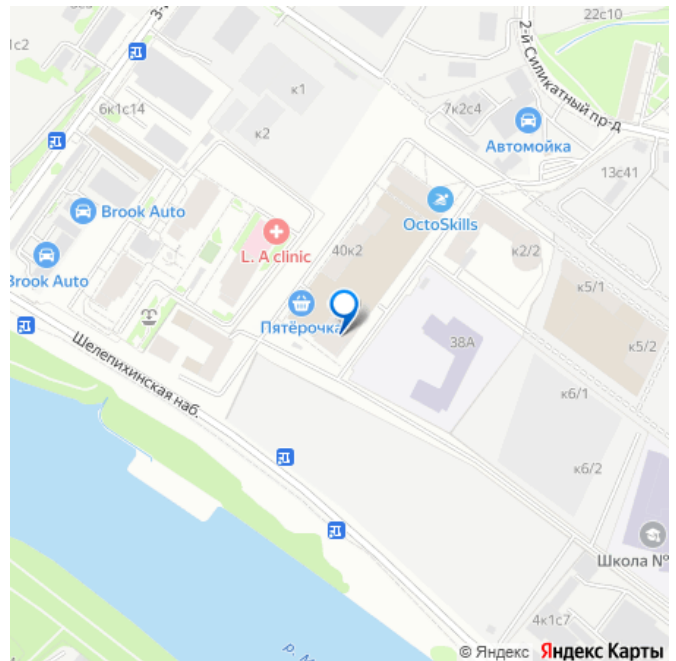 22с10
2-й Силикатный пр-д
к1
6к1с14
7к2с4
к2
Автомойка
13с41
Brook Auto
OctoSkills
L. A clinic
40к2
к2/2
Brook Auto
к5/1
Пятёрочка
38А
к5/2
Шелепихинская наб.
к6/1
к6/2
Школа №
4к1с7
© Яндекс Яндекс Карты